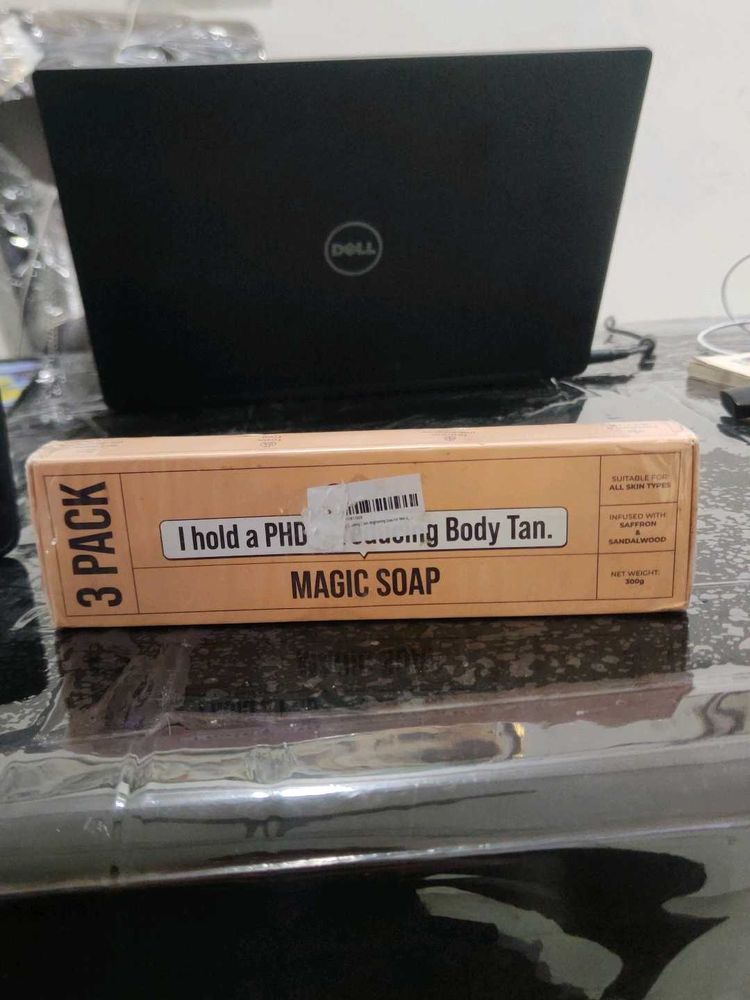 DELL
3 PACK
I hold a PHD reducing Body Tan.
MAGIC SOAP
SUITABLE FOR:
ALL SKIN TYPES
INFUSED WITH:
SAFFRON
&
SANDALWOOD
NET WEIGHT:
300g